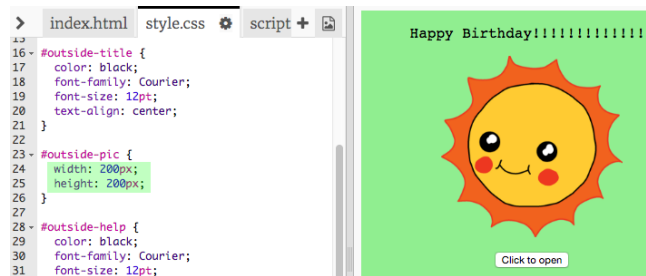 index.html style.css script
15
16 #outside-title {
17 color: black;
18 font-family: Courier;
19 font-size: 12pt;
20 text-align: center;
21 }
22
23 #outside-pic {
24 width: 200px;
25 height: 200px;
26 }
27
28 #outside-help {
29 color: black;
30 font-family: Courier;
31 font-size: 12pt;
Happy Birthday!!!!!!!!!!!!!
Click to open